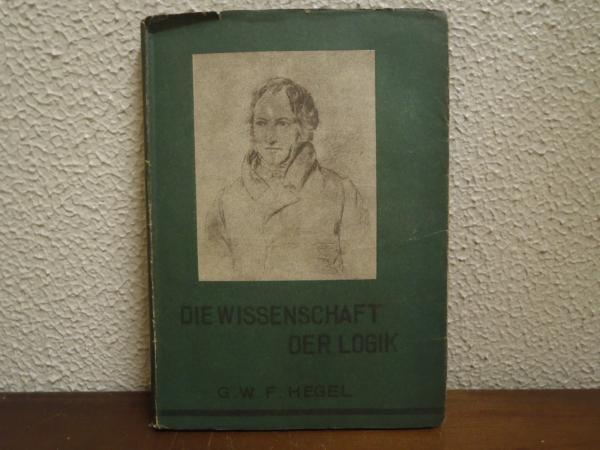 DIE WISSENSCHAFT
DER LOGIK
G. W. F. HEGEL